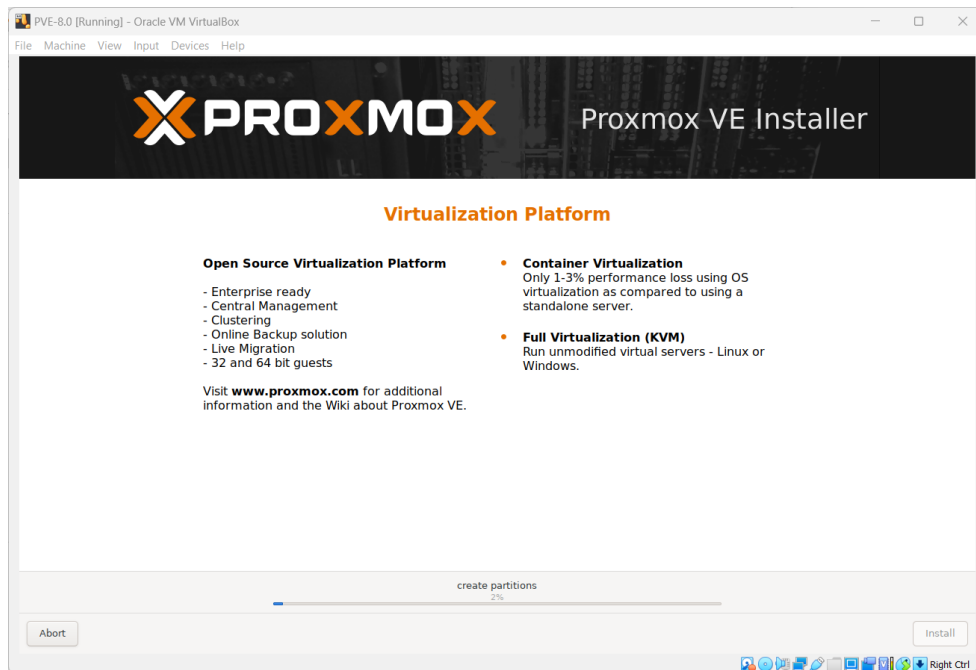 PVE-8.0 [Running] - Oracle VM VirtualBox
File Machine View Input Devices Help
PROXMOX
Proxmox VE Installer
Virtualization Platform
Open Source Virtualization Platform
- Enterprise ready
- Central Management
- Clustering
- Online Backup solution
- Live Migration
- 32 and 64 bit guests
Visit www.proxmox.com for additional
information and the Wiki about Proxmox VE.
• Container Virtualization
Only 1-3% performance loss using OS
virtualization as compared to using a
standalone server.
• Full Virtualization (KVM)
Run unmodified virtual servers - Linux or
Windows.
create partitions
2%
Abort
Install
Right Ctrl